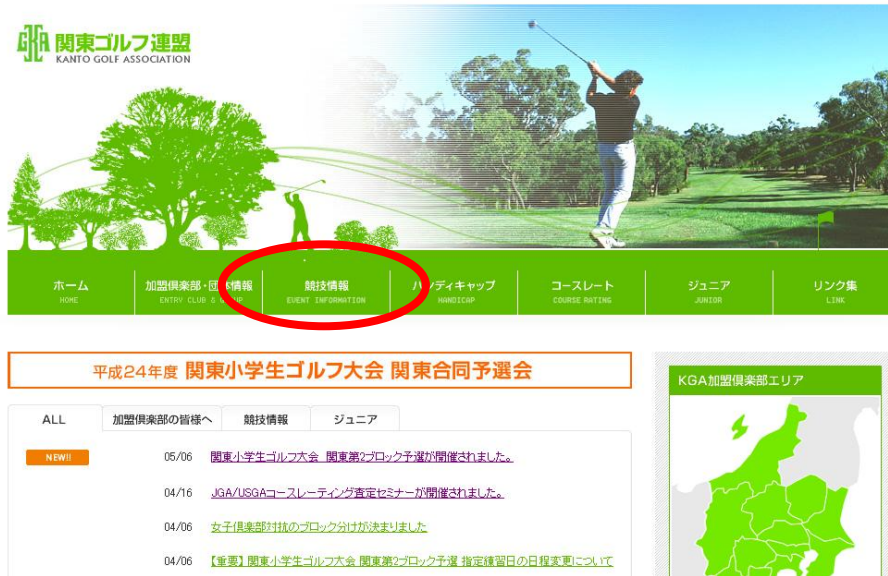 関東ゴルフ連盟
KANTO GOLF ASSOCIATION
ホーム
HOME
加盟倶楽部・団体情報
ENTRY CLUB & GROUP
競技情報
EVENT INFORMATION
ハンディキャップ
HANDICAP
コースレート
COURSE RATING
ジュニア
JUNIOR
リンク集
LINK
平成24年度 関東小学生ゴルフ大会 関東合同予選会
ALL
加盟倶楽部の皆様へ
競技情報
ジュニア
NEW!! 05/06 関東小学生ゴルフ大会 関東第2ブロック予選が開催されました。
04/16 JGA/USGAコースレーティング査定セミナーが開催されました。
04/06 女子倶楽部対抗のブロック分けが決まりました
04/06 【重要】関東小学生ゴルフ大会 関東第2ブロック予選 指定練習日の日程変更について
KGA加盟倶楽部エリア